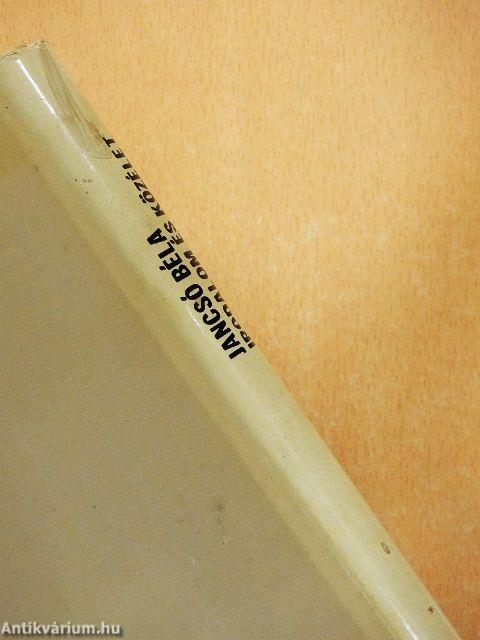 JANCSÓ BÉLA
IRODALOM ÉS KÖZÉLET
Antikvárium.hu